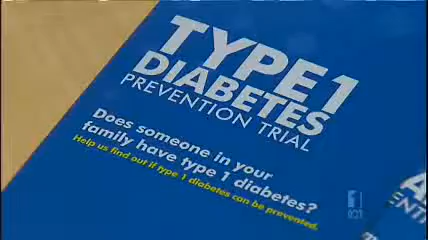 TYPE 1
DIABETES
PREVENTION TRIAL
Does someone in your
family have type 1 diabetes?
Help us find out if type 1 diabetes can be prevented.
1